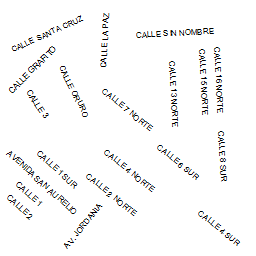 CALLE SANTA CRUZ
CALLE LA PAZ
CALLE SIN NOMBRE
CALLE GRAFITO
CALLE ORURO
CALLE 3
CALLE 7 NORTE
CALLE 13 NORTE
CALLE 15 NORTE
CALLE 16 NORTE
CALLE 8 SUR
CALLE 6 SUR
CALLE 4 NORTE
CALLE 2 NORTE
CALLE 1 SUR
AVENIDA SAN AURELIO
CALLE 1
CALLE 2
AV. JORDANIA
CALLE 4 SUR